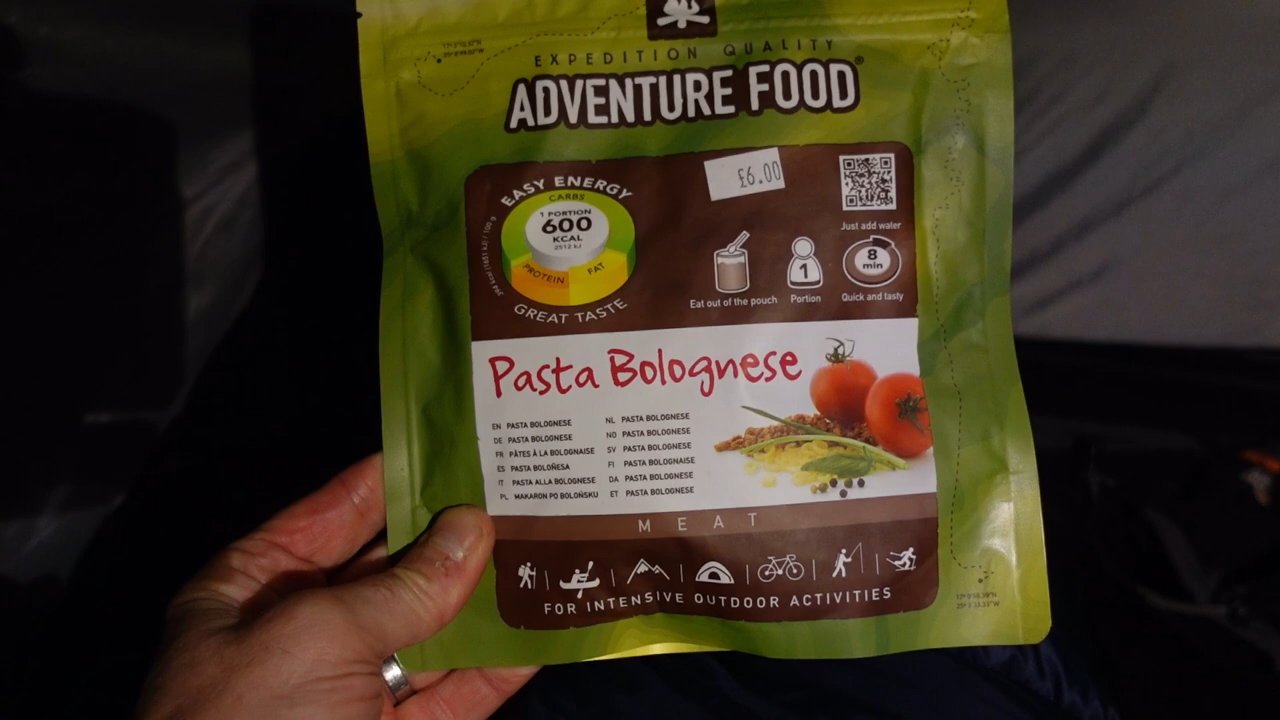 EXPEDITION QUALITY
ADVENTURE FOOD®
£6.00
EASY ENERGY
CARBS
1 PORTION
600
KCAL
2512 kJ
PROTEIN
FAT
GREAT TASTE
Just add water
Eat out of the pouch
1
Portion
8
min
Quick and tasty
Pasta Bolognese
EN PASTA BOLOGNESE
DE PASTA BOLOGNESE
FR PÂTES À LA BOLOGNAISE
ES PASTA BOLOÑESA
IT PASTA ALLA BOLOGNESE
PL MAKARON PO BOLOŃSKU
NL PASTA BOLOGNESE
NO PASTA BOLOGNESE
SV PASTA BOLOGNESE
FI PASTA BOLOGNAISE
DA PASTA BOLOGNESE
ET PASTA BOLOGNESE
MEAT
FOR INTENSIVE OUTDOOR ACTIVITIES